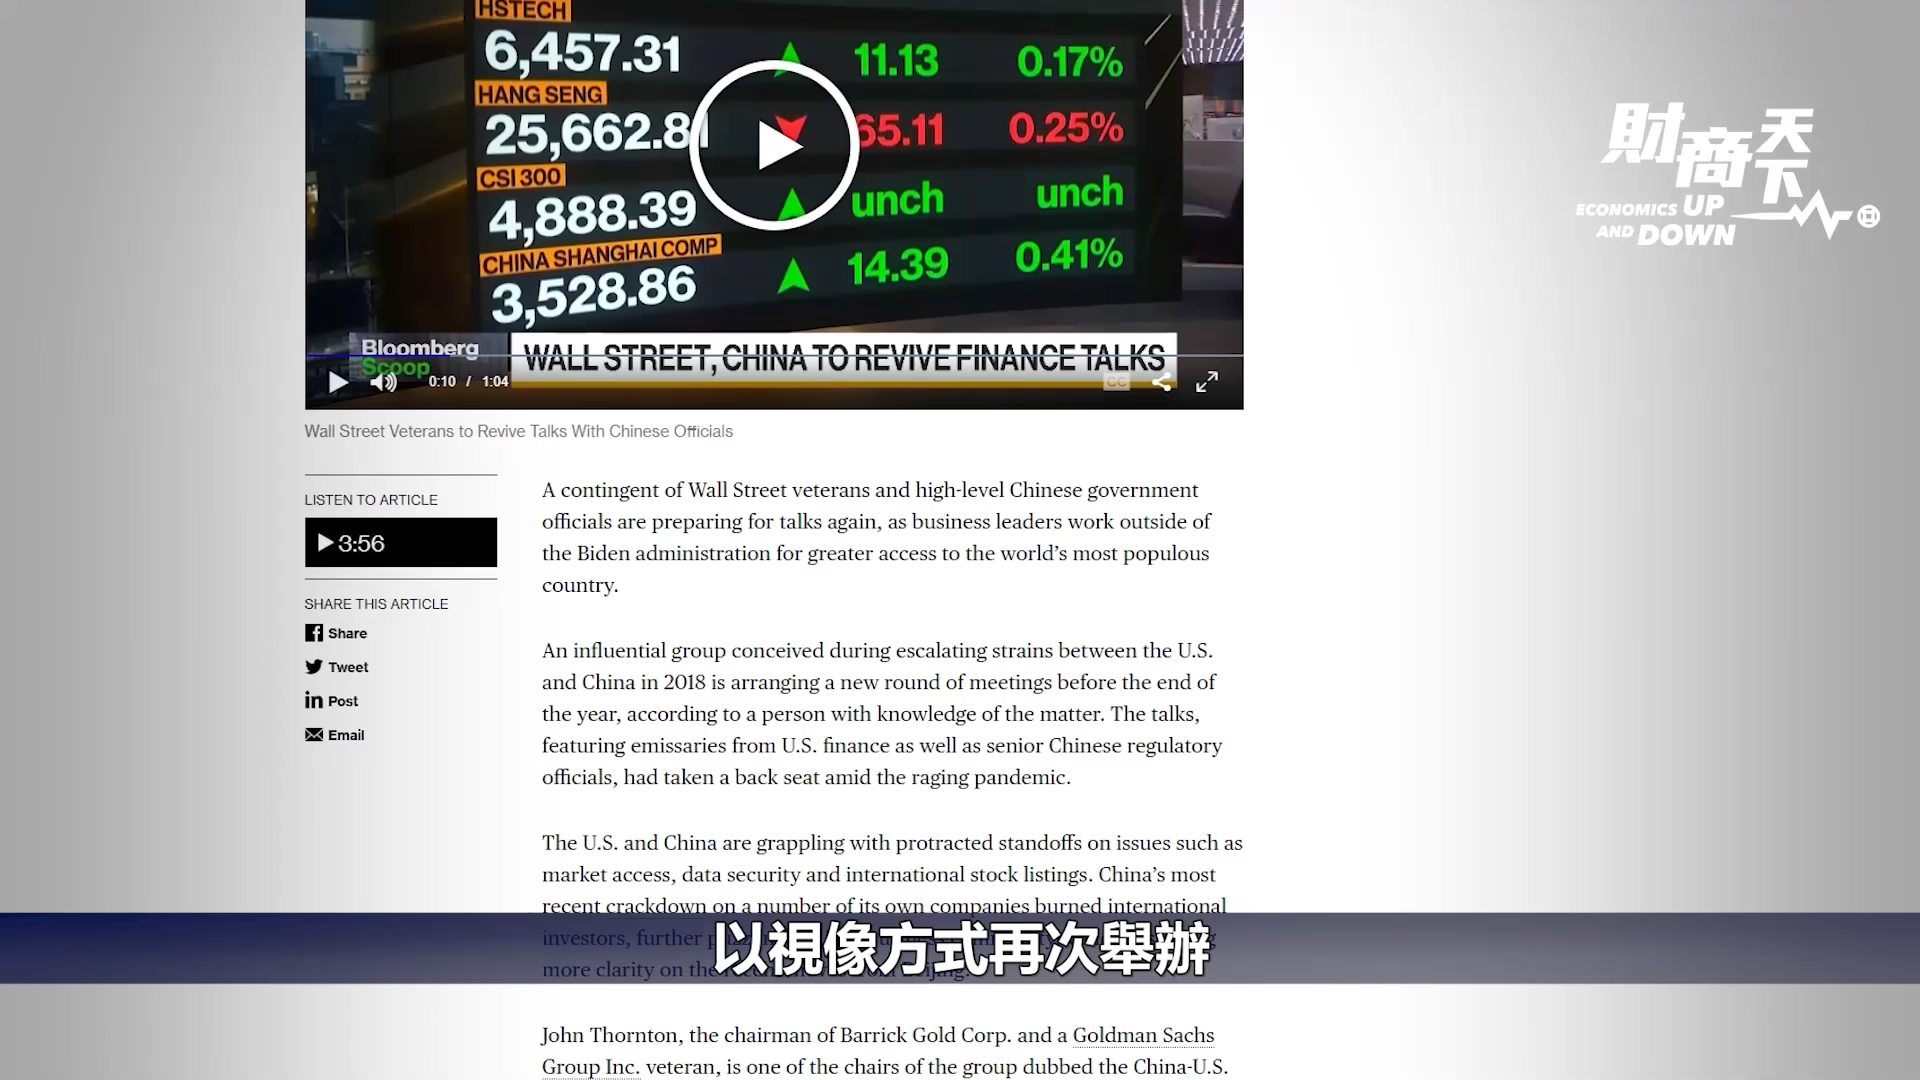 HSTECH
6,457.31 11.13 0.17%
HANG SENG
25,662.81 65.11 0.25%
CSI 300
4,888.39 unch unch
CHINA SHANGHAI COMP
3,528.86 14.39 0.41%
Bloomberg
Scoop
WALL STREET, CHINA TO REVIVE FINANCE TALKS
0:10 / 1:04
CC
財商天下
ECONOMICS UP
AND DOWN
Wall Street Veterans to Revive Talks With Chinese Officials
LISTEN TO ARTICLE
3:56
SHARE THIS ARTICLE
Share
Tweet
Post
Email
A contingent of Wall Street veterans and high-level Chinese government
officials are preparing for talks again, as business leaders work outside of
the Biden administration for greater access to the world’s most populous
country.
An influential group conceived during escalating strains between the U.S.
and China in 2018 is arranging a new round of meetings before the end of
the year, according to a person with knowledge of the matter. The talks,
featuring emissaries from U.S. finance as well as senior Chinese regulatory
officials, had taken a back seat amid the raging pandemic.
The U.S. and China are grappling with protracted standoffs on issues such as
market access, data security and international stock listings. China’s most
recent crackdown on a number of its own companies burned international
investors, further
more clarity on the
以視像方式再次舉辦
John Thornton, the chairman of Barrick Gold Corp. and a Goldman Sachs
Group Inc. veteran, is one of the chairs of the group dubbed the China-U.S.